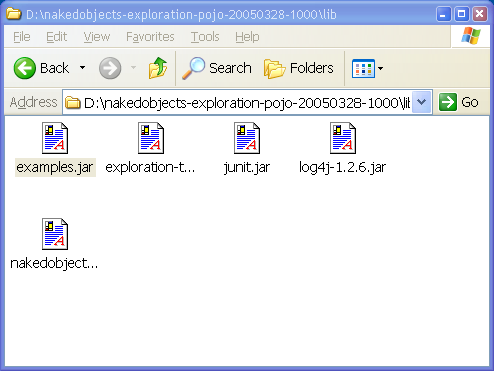 D:\nakedobjects-exploration-pojo-20050328-1000\lib
File Edit View Favorites Tools Help
Back Search Folders
Address D:\nakedobjects-exploration-pojo-20050328-1000\lib Go
examples.jar exploration-t... junit.jar log4j-1.2.6.jar
nakedobject...